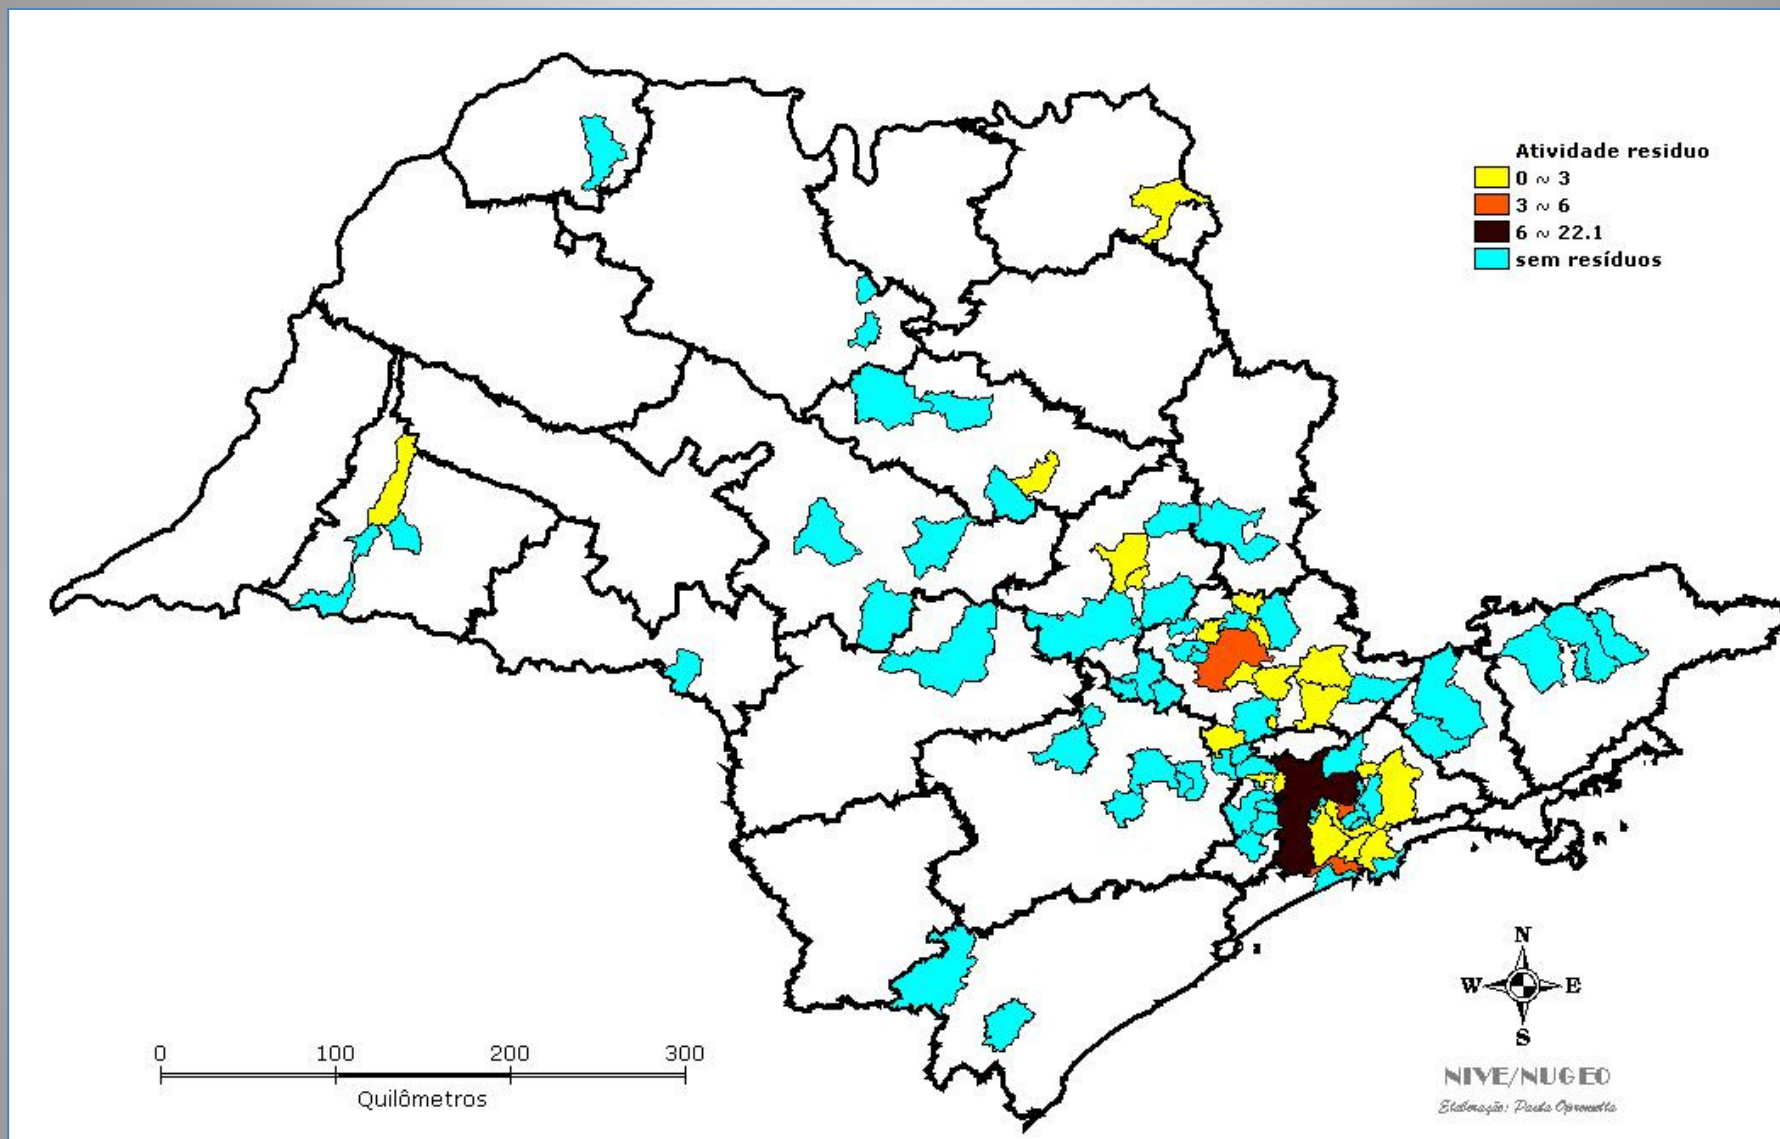 Atividade residuo
0 ~ 3
3 ~ 6
6 ~ 22.1
sem resíduos
N
W E
S
0 100 200 300
Quilômetros
NIVE/NUGEO
Elaboração: Paula Opromolla